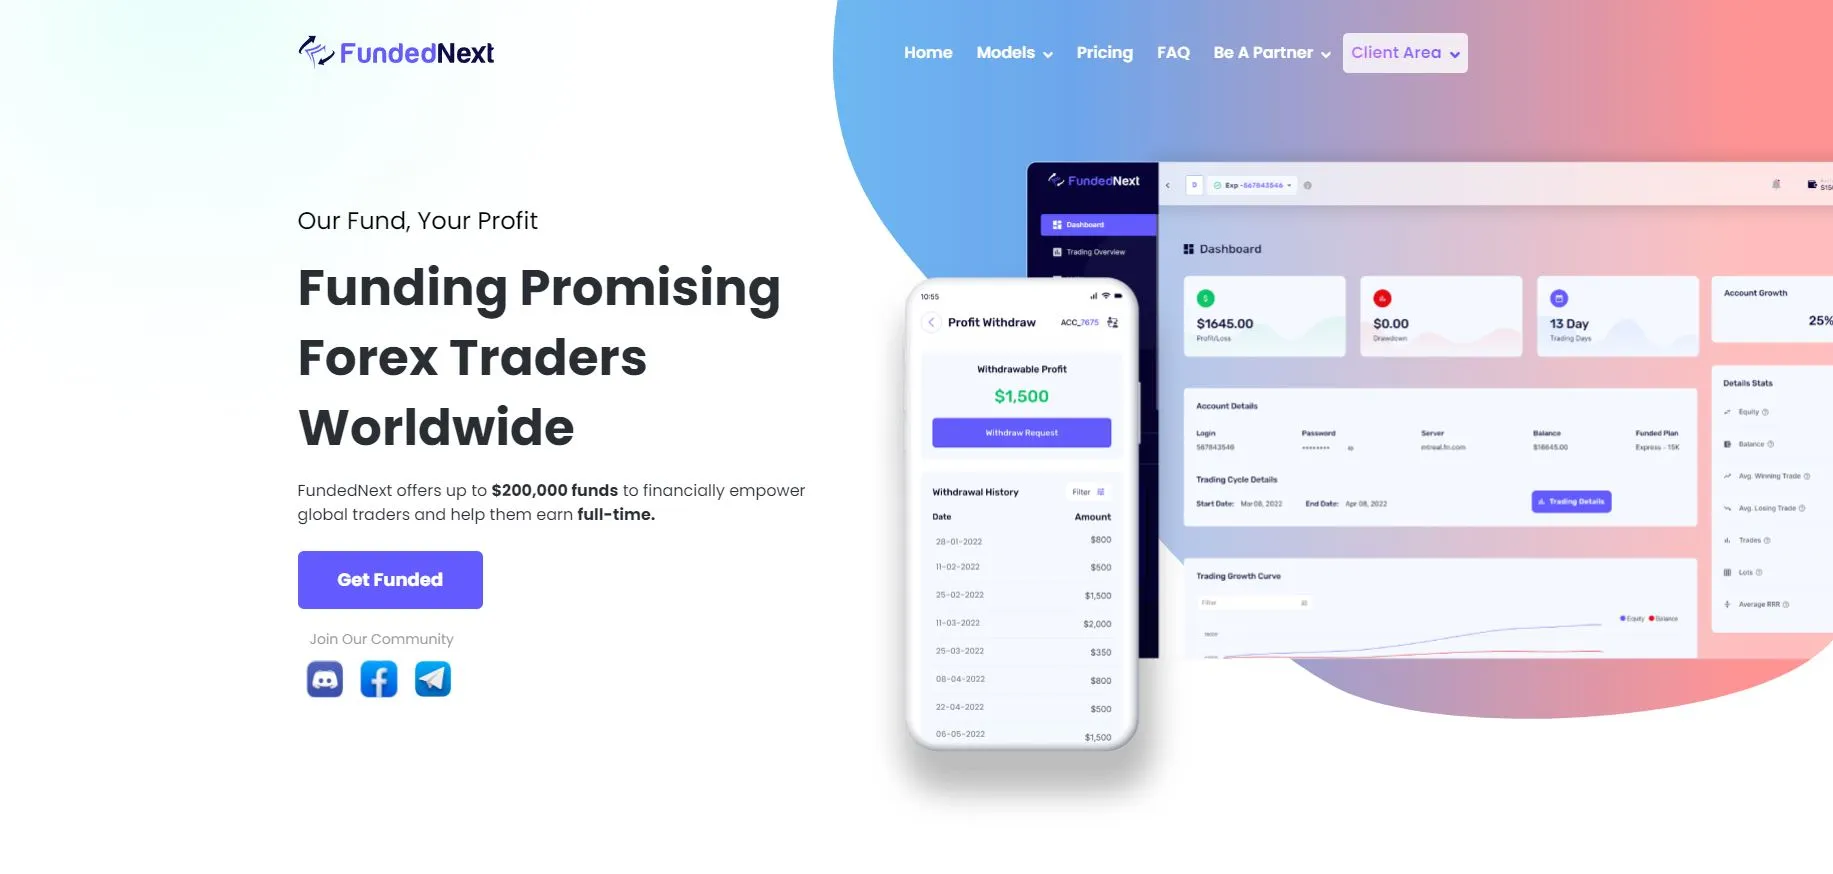 FundedNext
Home
Models
Pricing
FAQ
Be A Partner
Client Area
Our Fund, Your Profit
Funding Promising
Forex Traders
Worldwide
FundedNext offers up to $200,000 funds to financially empower
global traders and help them earn full-time.
Get Funded
Join Our Community
FundedNext
Dashboard
Trading Overview
Exp -567843546
Dashboard
$1645.00
Profit/Loss
$0.00
Drawdown
13 Day
Trading Days
Account Growth
25%
Account Details
Login
Password
Server
Balance
Funded Plan
567843546
••••••••
mtreal.fn.com
$16645.00
Express - 15K
Trading Cycle Details
Start Date: Mar 08, 2022
End Date: Apr 08, 2022
Trading Details
Details Stats
Equity
Balance
Avg. Winning Trade
Avg. Losing Trade
Trades
Lots
Average RRR
Trading Growth Curve
Filter
Equity
Balance
10:55
Profit Withdraw
ACC_7675
Withdrawable Profit
$1,500
Withdraw Request
Withdrawal History
Filter
Date Amount
28-01-2022 $800
11-02-2022 $500
25-02-2022 $1,500
11-03-2022 $2,000
25-03-2022 $350
08-04-2022 $800
22-04-2022 $500
06-05-2022 $1,500